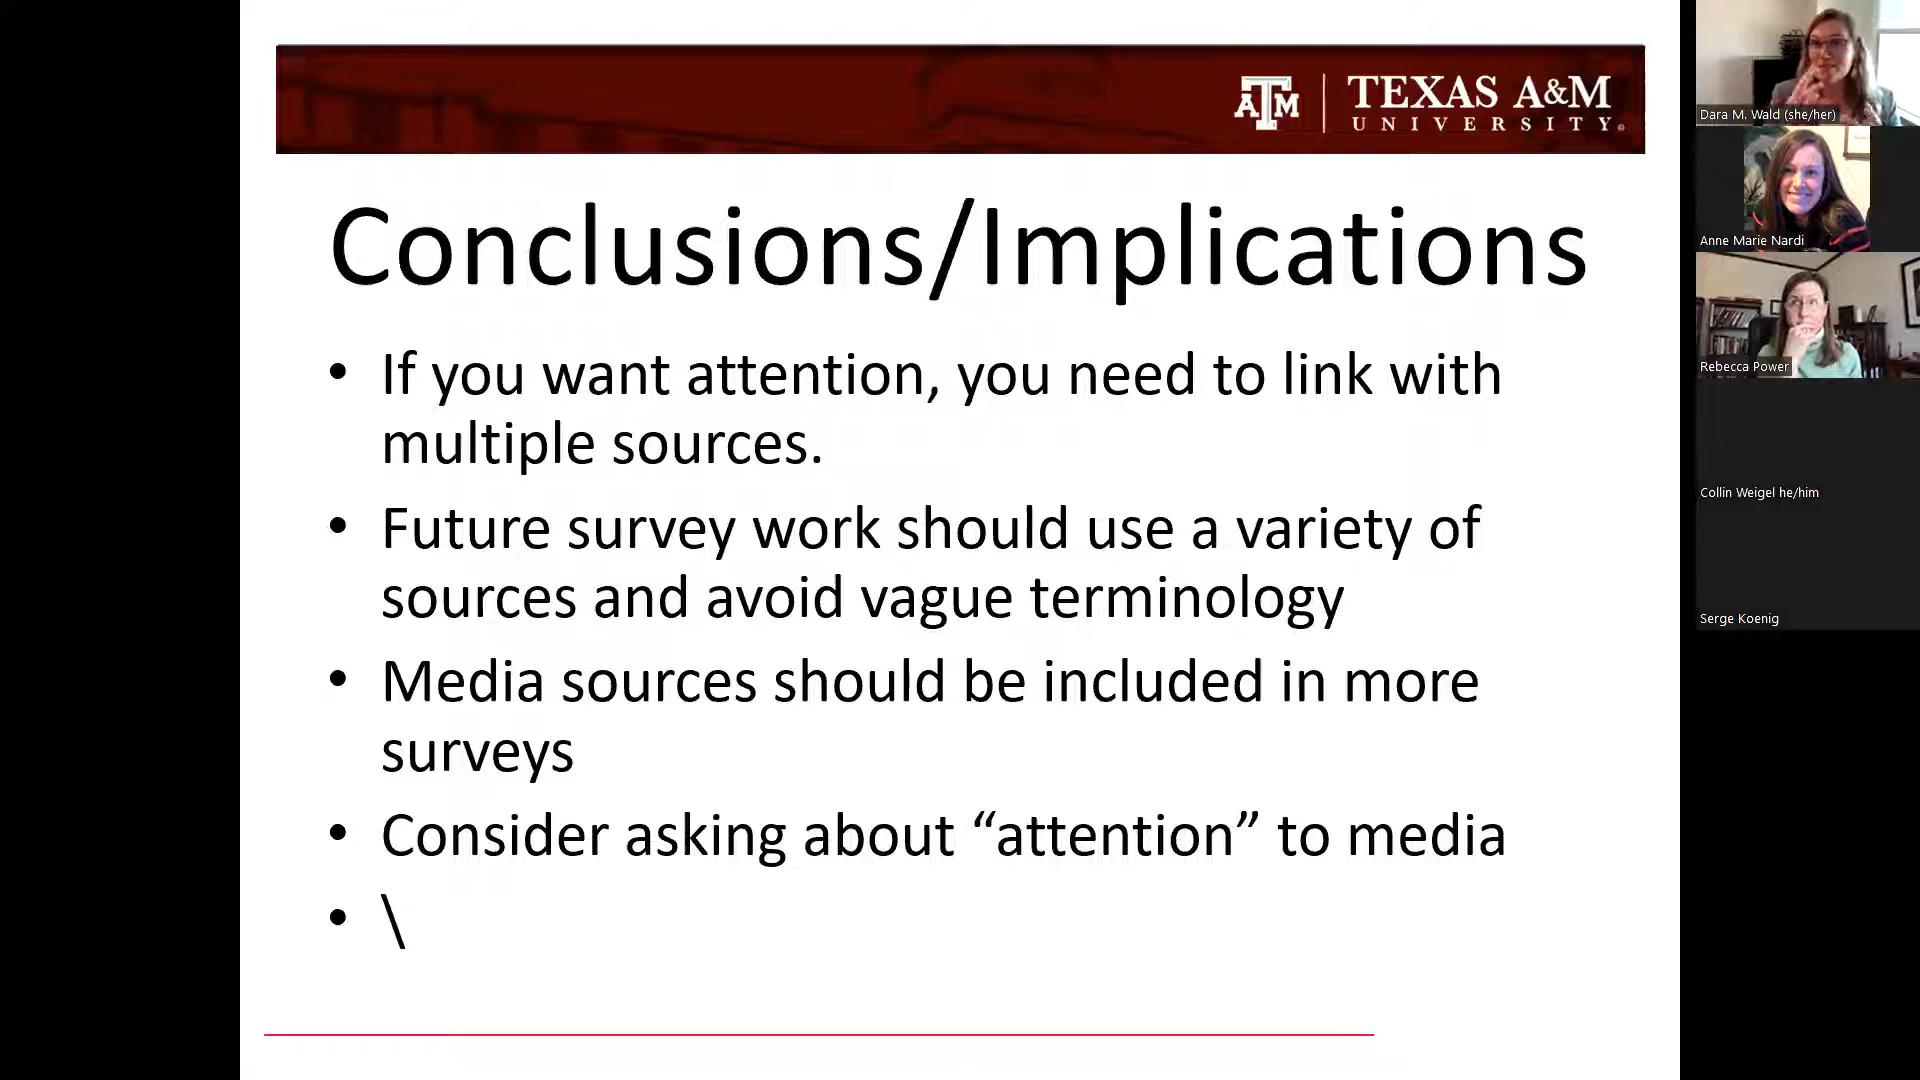 ATM
TEXAS A&M
UNIVERSITY®
Conclusions/Implications
• If you want attention, you need to link with
multiple sources.
• Future survey work should use a variety of
sources and avoid vague terminology
• Media sources should be included in more
surveys
• Consider asking about “attention” to media
• \
Dara M. Wald (she/her)
Anne Marie Nardi
Rebecca Power
Collin Weigel he/him
Serge Koenig